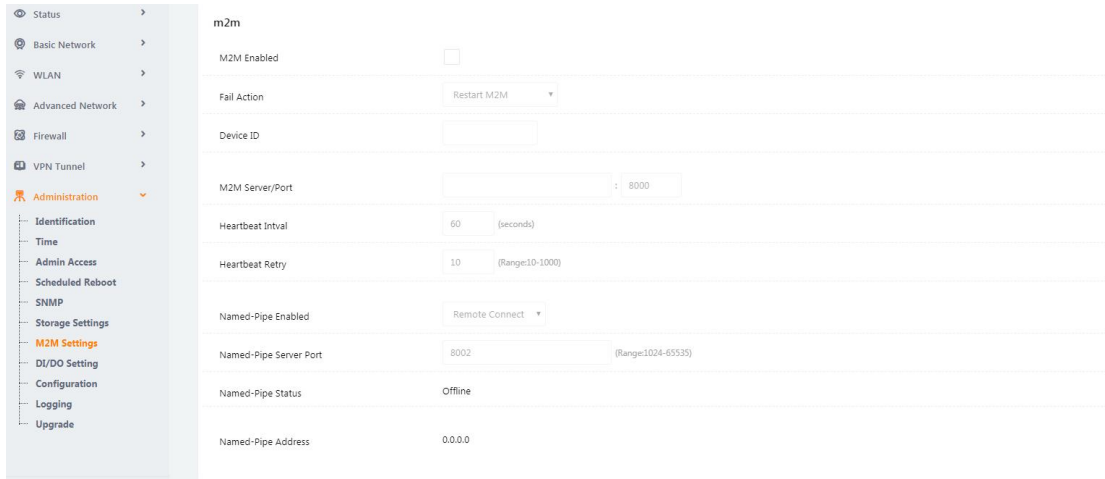 Status
Basic Network
WLAN
Advanced Network
Firewall
VPN Tunnel
Administration
Identification
Time
Admin Access
Scheduled Reboot
SNMP
Storage Settings
M2M Settings
DI/DO Setting
Configuration
Logging
Upgrade
m2m
M2M Enabled
Fail Action Restart M2M
Device ID
M2M Server/Port : 8000
Heartbeat Intval 60 (seconds)
Heartbeat Retry 10 (Range:10-1000)
Named-Pipe Enabled Remote Connect
Named-Pipe Server Port 8002 (Range:1024-65535)
Named-Pipe Status Offline
Named-Pipe Address 0.0.0.0